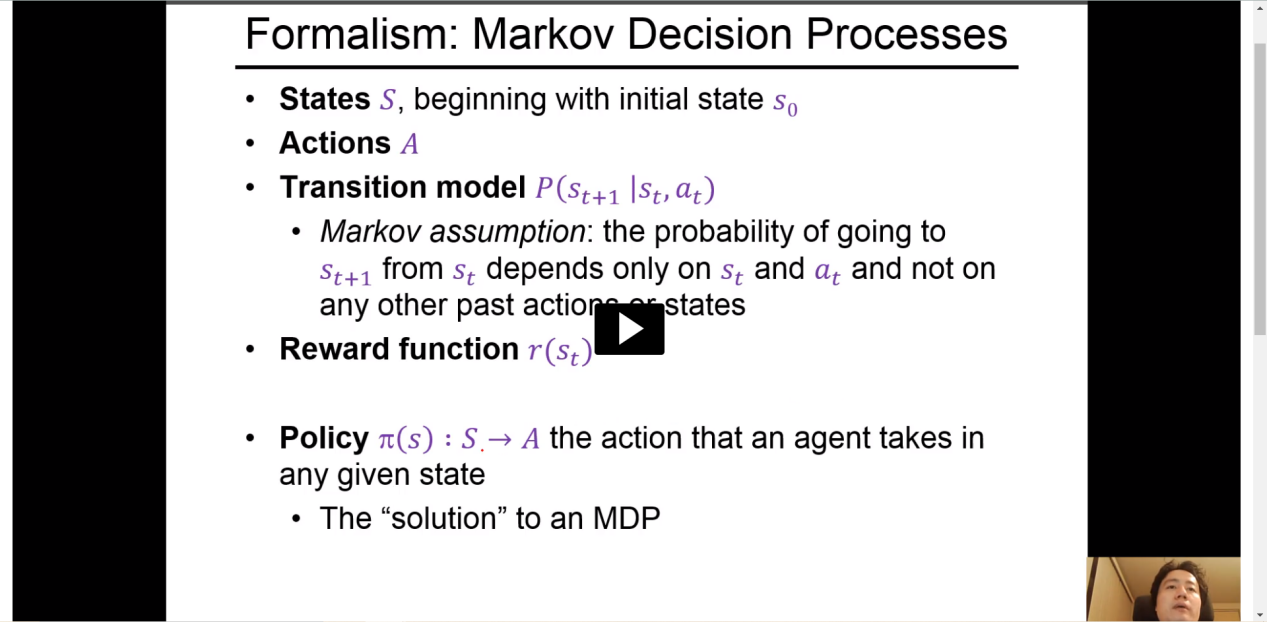 Formalism: Markov Decision Processes
• States S, beginning with initial state s₀
• Actions A
• Transition model P(sₜ₊₁ |sₜ, aₜ)
• Markov assumption: the probability of going to
sₜ₊₁ from sₜ depends only on sₜ and aₜ and not on
any other past actions or states
• Reward function r(sₜ)
• Policy π(s) : S → A the action that an agent takes in
any given state
• The “solution” to an MDP